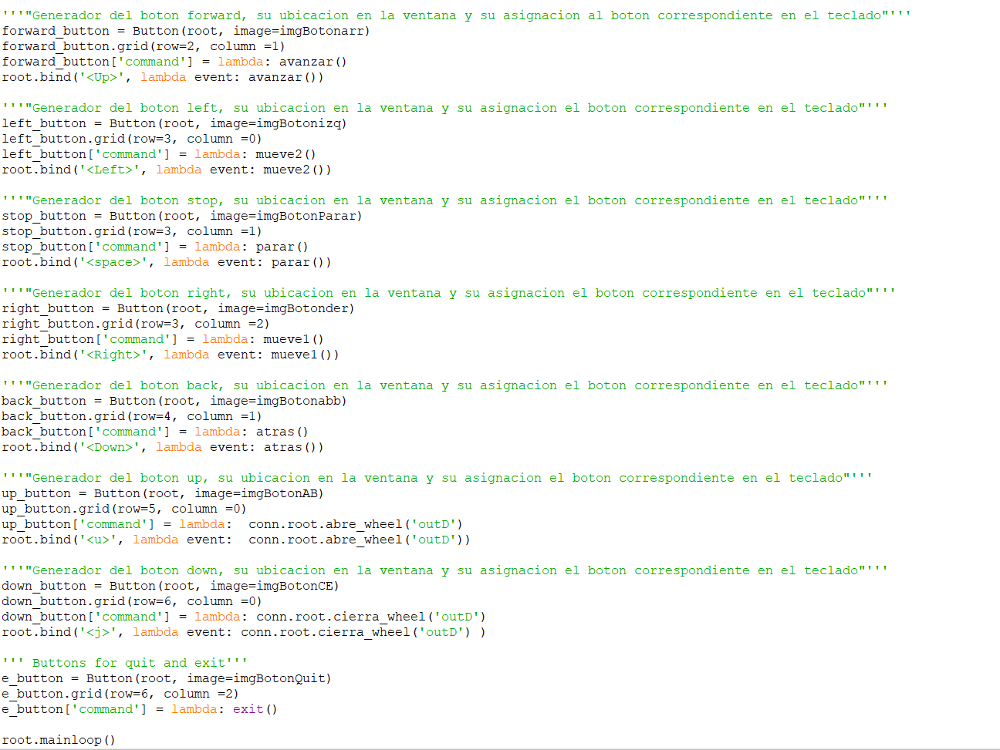 '''"Generador del boton forward, su ubicacion en la ventana y su asignacion al boton correspondiente en el teclado"'''
forward_button = Button(root, image=imgBotonarr)
forward_button.grid(row=2, column =1)
forward_button['command'] = lambda: avanzar()
root.bind('<Up>', lambda event: avanzar())

'''"Generador del boton left, su ubicacion en la ventana y su asignacion el boton correspondiente en el teclado"'''
left_button = Button(root, image=imgBotonizq)
left_button.grid(row=3, column =0)
left_button['command'] = lambda: mueve2()
root.bind('<Left>', lambda event: mueve2())

'''"Generador del boton stop, su ubicacion en la ventana y su asignacion el boton correspondiente en el teclado"'''
stop_button = Button(root, image=imgBotonParar)
stop_button.grid(row=3, column =1)
stop_button['command'] = lambda: parar()
root.bind('<space>', lambda event: parar())

'''"Generador del boton right, su ubicacion en la ventana y su asignacion el boton correspondiente en el teclado"'''
right_button = Button(root, image=imgBotonder)
right_button.grid(row=3, column =2)
right_button['command'] = lambda: mueve1()
root.bind('<Right>', lambda event: mueve1())

'''"Generador del boton back, su ubicacion en la ventana y su asignacion el boton correspondiente en el teclado"'''
back_button = Button(root, image=imgBotonabb)
back_button.grid(row=4, column =1)
back_button['command'] = lambda: atras()
root.bind('<Down>', lambda event: atras())

'''"Generador del boton up, su ubicacion en la ventana y su asignacion el boton correspondiente en el teclado"'''
up_button = Button(root, image=imgBotonAB)
up_button.grid(row=5, column =0)
up_button['command'] = lambda:  conn.root.abre_wheel('outD')
root.bind('<u>', lambda event:  conn.root.abre_wheel('outD'))

'''"Generador del boton down, su ubicacion en la ventana y su asignacion el boton correspondiente en el teclado"'''
down_button = Button(root, image=imgBotonCE)
down_button.grid(row=6, column =0)
down_button['command'] = lambda: conn.root.cierra_wheel('outD')
root.bind('<j>', lambda event: conn.root.cierra_wheel('outD') )

''' Buttons for quit and exit'''
e_button = Button(root, image=imgBotonQuit)
e_button.grid(row=6, column =2)
e_button['command'] = lambda: exit()

root.mainloop()